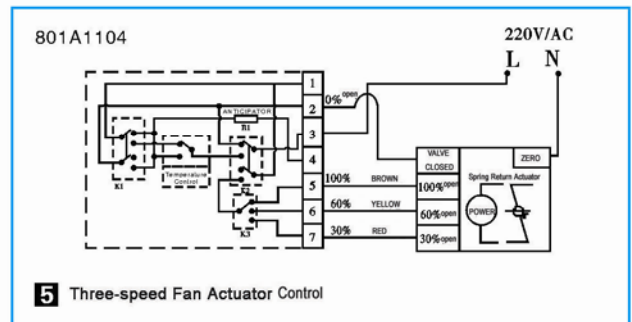 801A1104
220V/AC
L N
1
2
3
4
5
6
7
0% open
ANTICIPATOR
R1
K1
Temperature
Control
K2
K3
100% BROWN
60% YELLOW
30% RED
VALVE
CLOSED
ZERO
100% open
60% open
30% open
Spring Return Actuator
POWER
5 Three-speed Fan Actuator Control